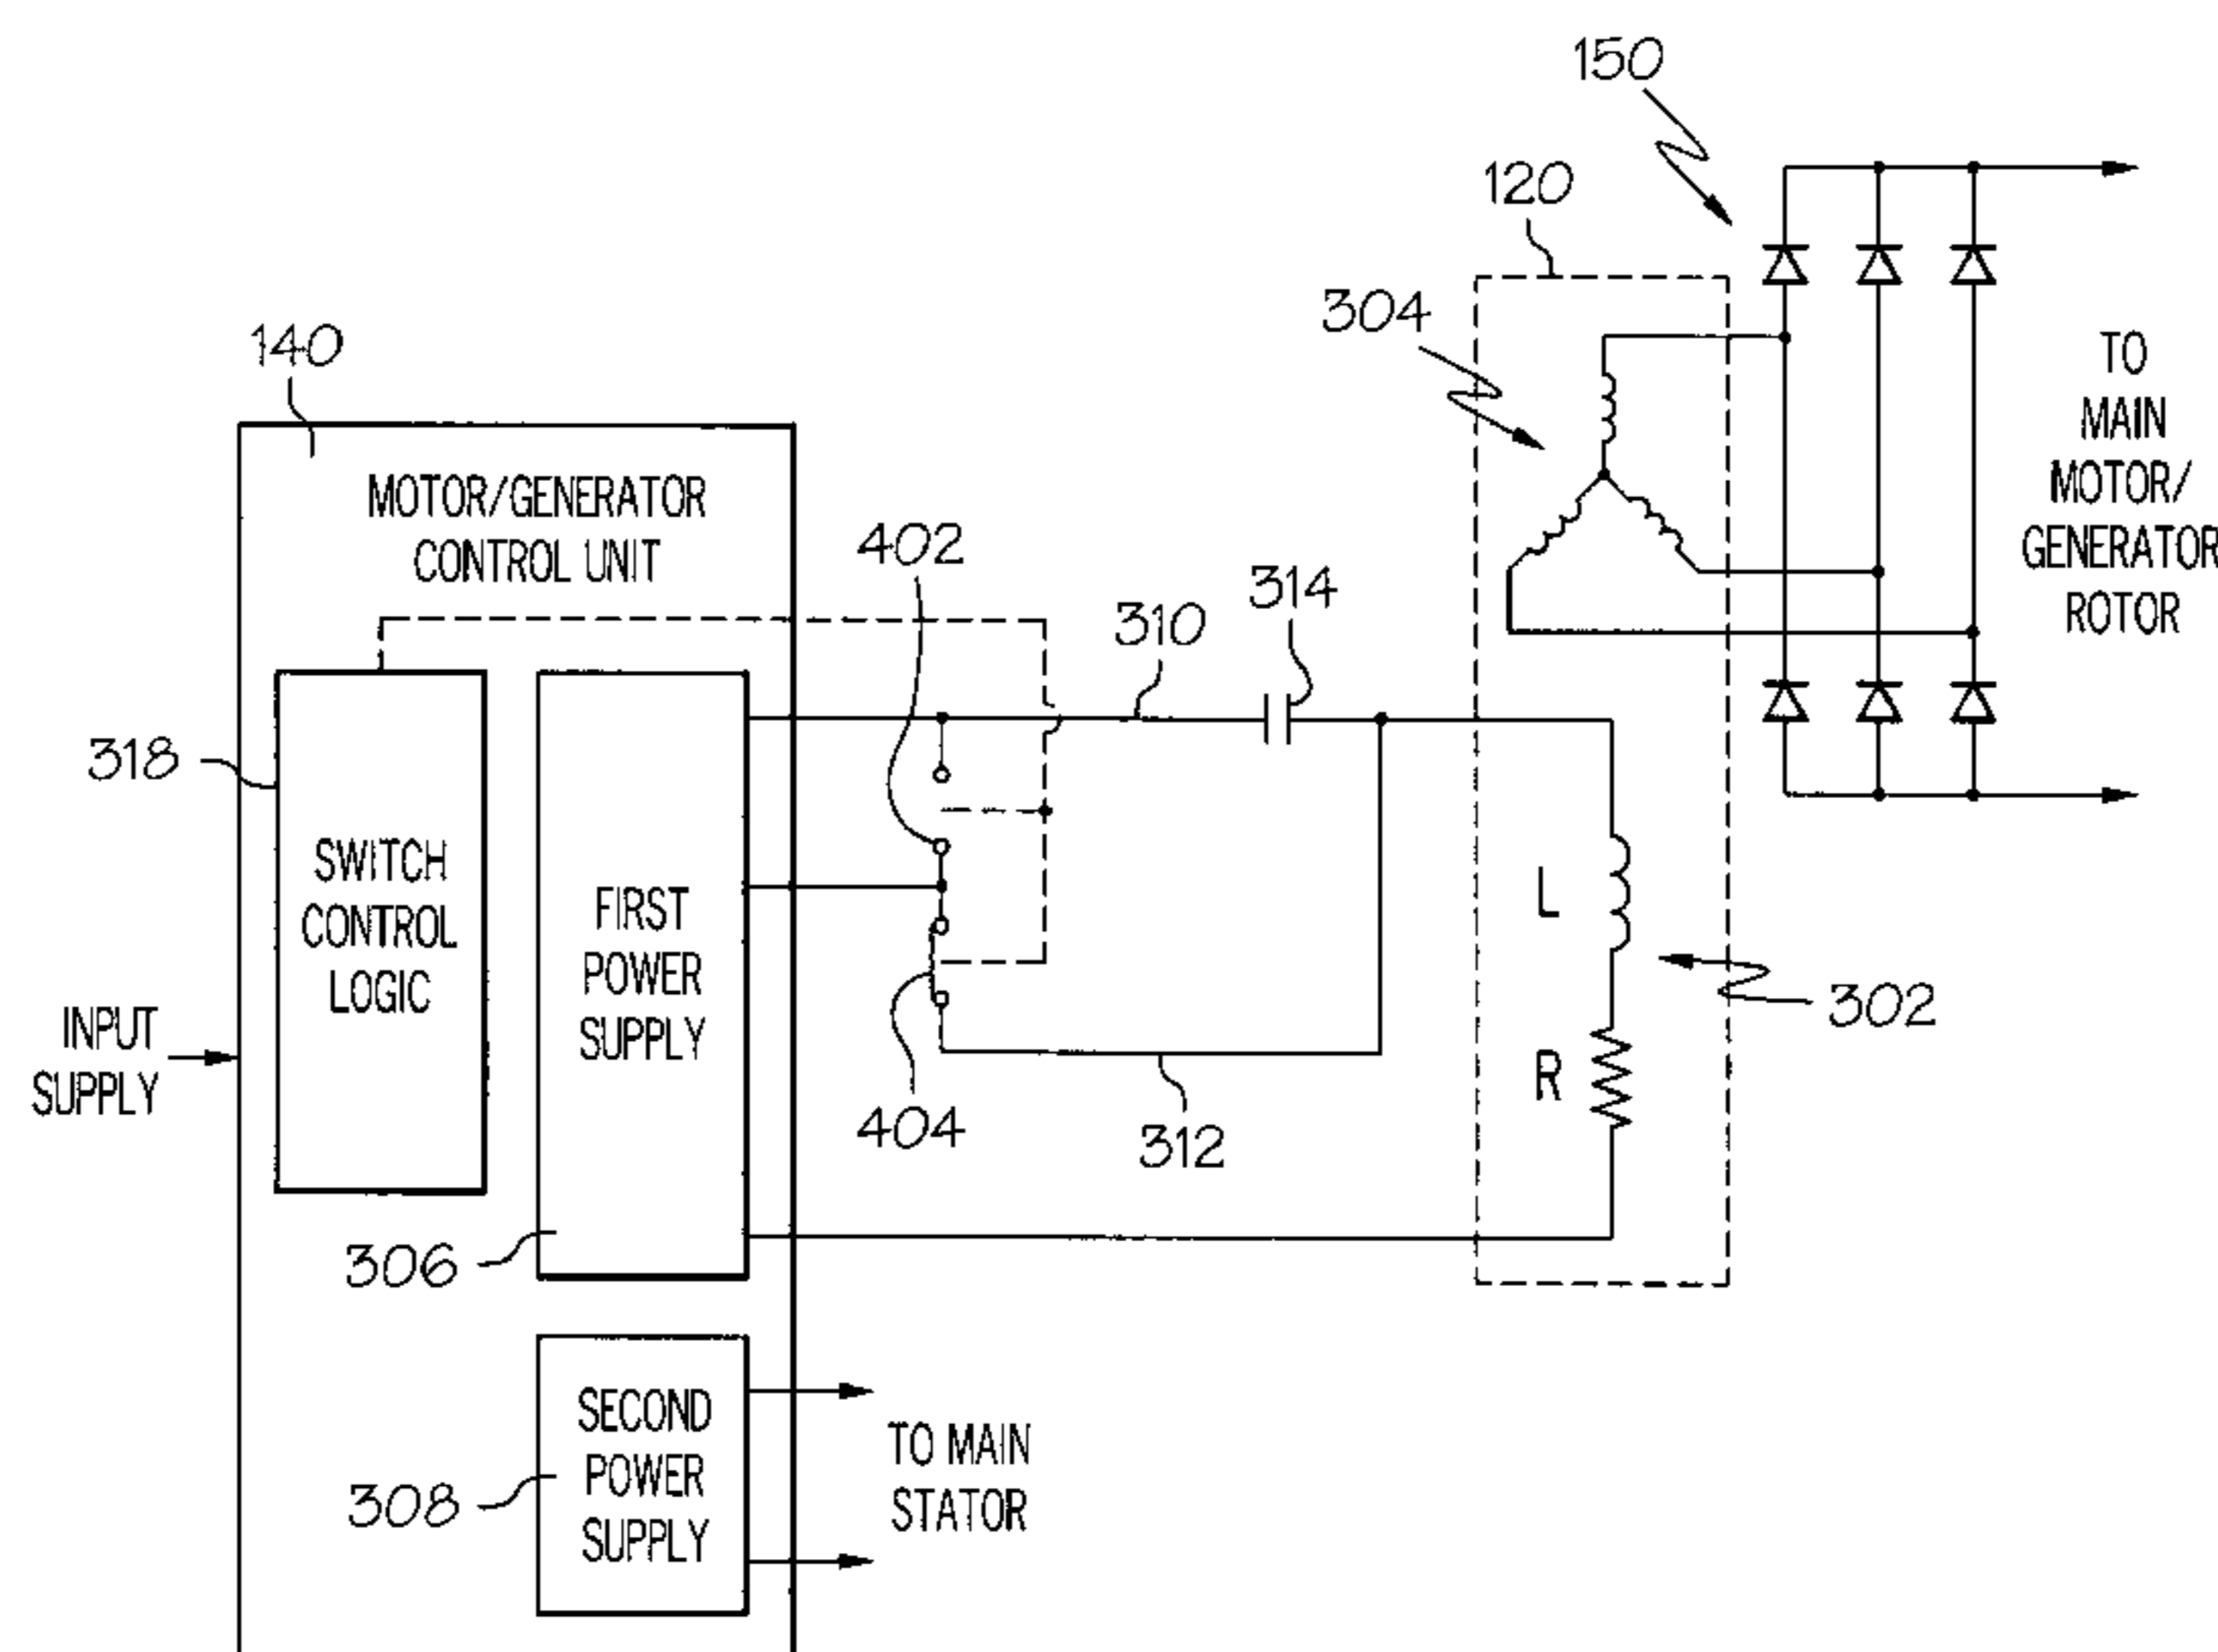 150
120
304
140
TO
MAIN
MOTOR/
GENERATOR
ROTOR
MOTOR/GENERATOR
CONTROL UNIT
402
310
314
318
SWITCH
CONTROL
LOGIC
FIRST
POWER
SUPPLY
L
R
302
INPUT
SUPPLY
404
312
306
SECOND
POWER
SUPPLY
308
TO MAIN
STATOR